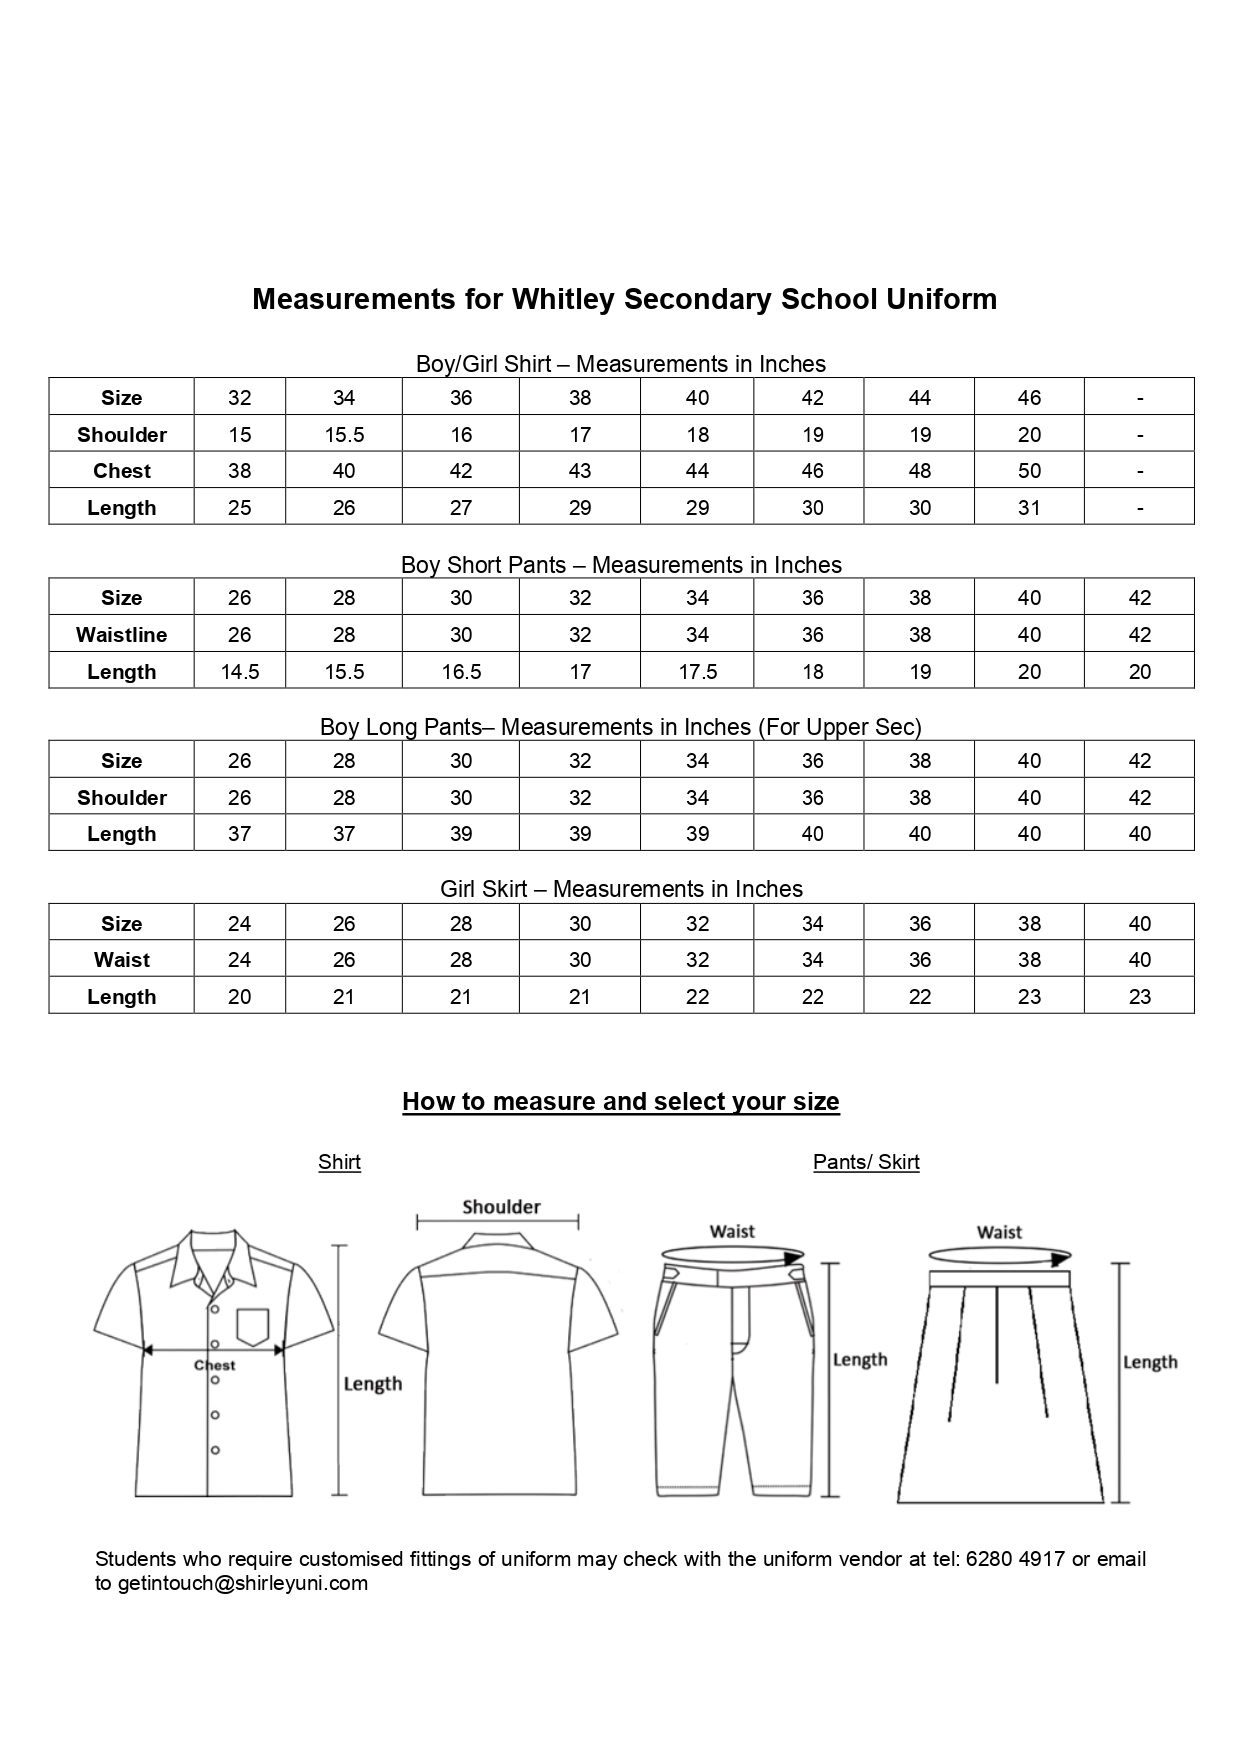 Measurements for Whitley Secondary School Uniform
Boy/Girl Shirt – Measurements in Inches
Size 32 34 36 38 40 42 44 46 -
Shoulder 15 15.5 16 17 18 19 19 20 -
Chest 38 40 42 43 44 46 48 50 -
Length 25 26 27 29 29 30 30 31 -
Boy Short Pants – Measurements in Inches
Size 26 28 30 32 34 36 38 40 42
Waistline 26 28 30 32 34 36 38 40 42
Length 14.5 15.5 16.5 17 17.5 18 19 20 20
Boy Long Pants– Measurements in Inches (For Upper Sec)
Size 26 28 30 32 34 36 38 40 42
Shoulder 26 28 30 32 34 36 38 40 42
Length 37 37 39 39 39 40 40 40 40
Girl Skirt – Measurements in Inches
Size 24 26 28 30 32 34 36 38 40
Waist 24 26 28 30 32 34 36 38 40
Length 20 21 21 21 22 22 22 23 23
How to measure and select your size
Shirt
Pants/ Skirt
Shoulder
Waist
Waist
Chest
Length
Length
Length
Students who require customised fittings of uniform may check with the uniform vendor at tel: 6280 4917 or email
to getintouch@shirleyuni.com